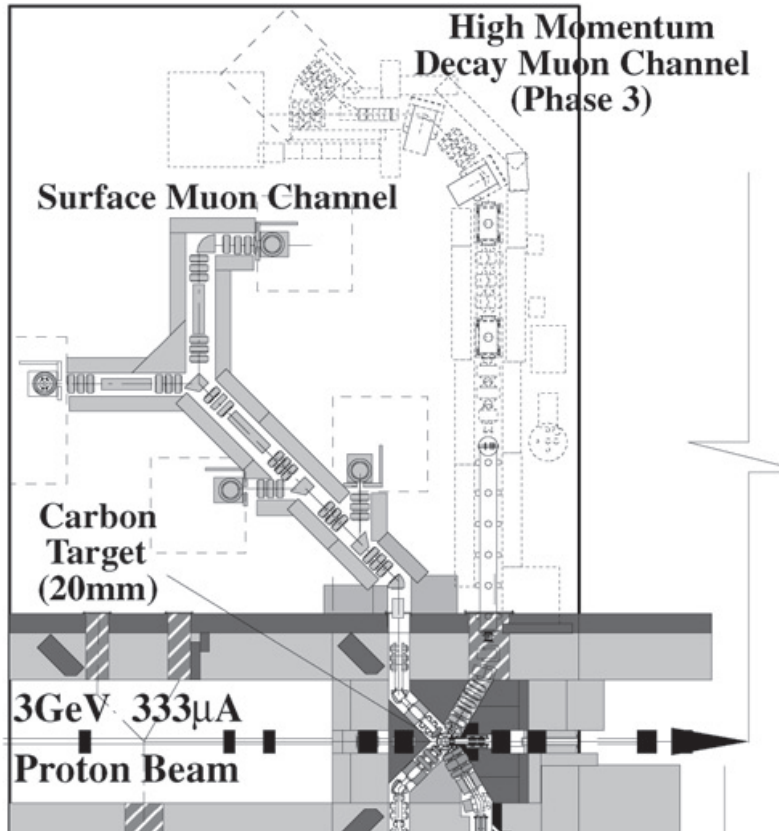 High Momentum
Decay Muon Channel
(Phase 3)
Surface Muon Channel
Carbon
Target
(20mm)
3GeV 333μA
Proton Beam